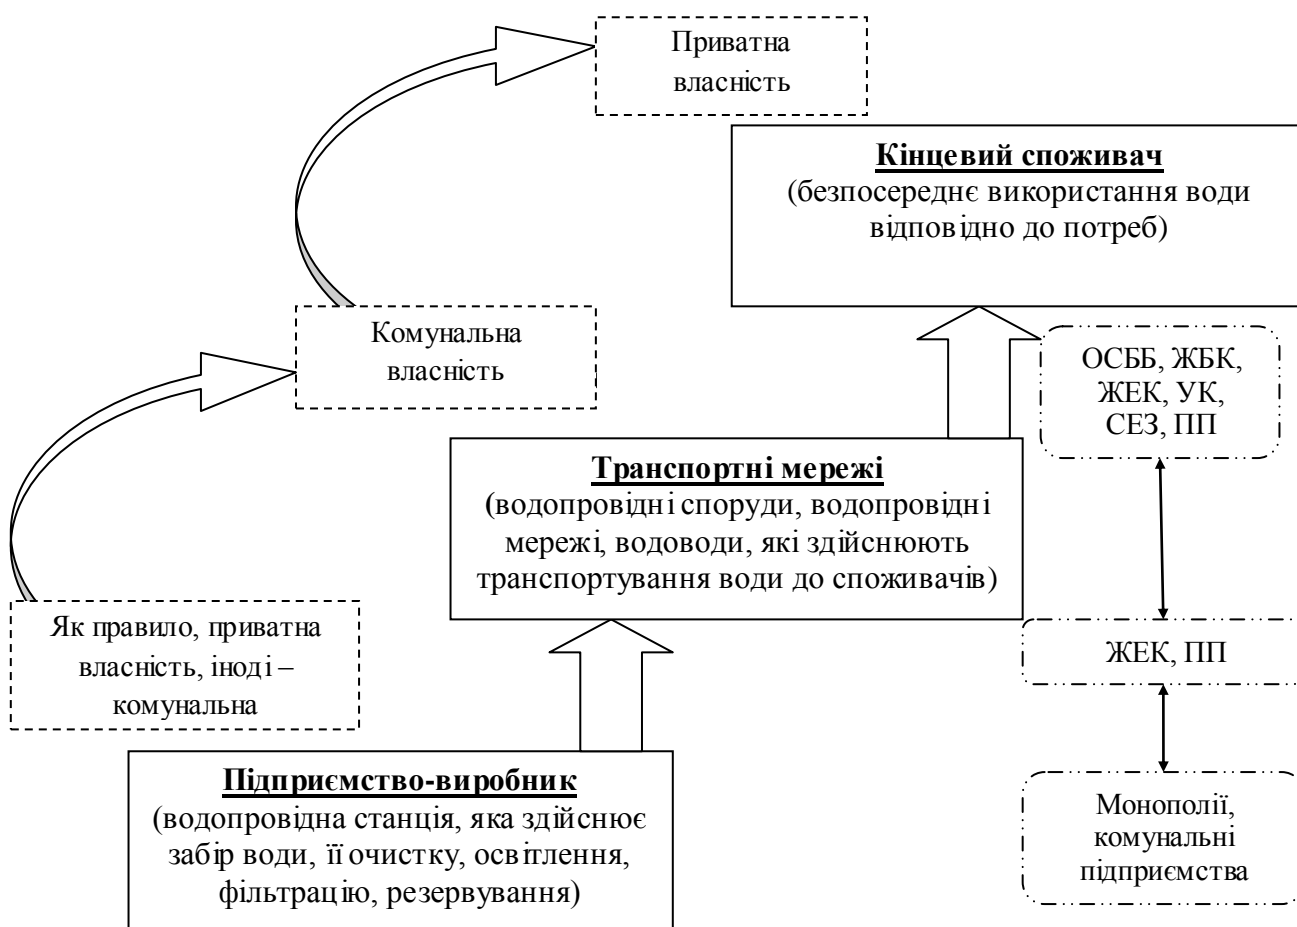 Приватна
власність
Кінцевий споживач
(безпосереднє використання води
відповідно до потреб)
Комунальна
власність
ОСББ, ЖБК,
ЖЕК, УК,
СЕЗ, ПП
Транспортні мережі
(водопровідні споруди, водопровідні
мережі, водоводи, які здійснюють
транспортування води до споживачів)
Як правило, приватна
власність, іноді –
комунальна
ЖЕК, ПП
Підприємство-виробник
(водопровідна станція, яка здійснює
забір води, її очистку, освітлення,
фільтрацію, резервування)
Монополії,
комунальні
підприємства